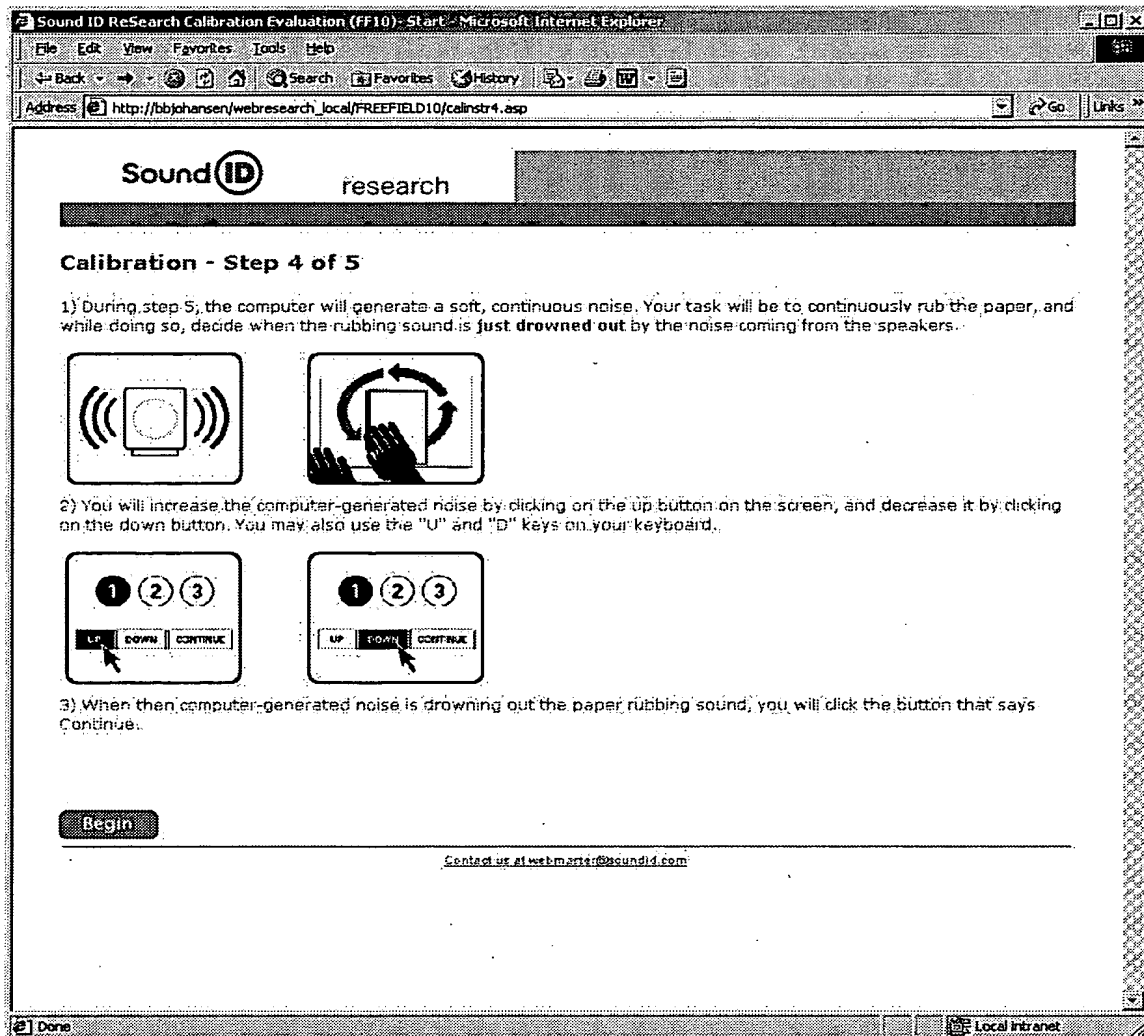 Sound ID ReSearch Calibration Evaluation (FF10)- Start - Microsoft Internet Explorer
File Edit View Favorites Tools Help
Back Search Favorites History
Address http://bbjohansen/webresearch_local/FREEFIELD10/calinstr4.asp Go Links »
Sound ID research
Calibration - Step 4 of 5
1) During step 5, the computer will generate a soft, continuous noise. Your task will be to continuously rub the paper, and
while doing so, decide when the rubbing sound is just drowned out by the noise coming from the speakers.
2) You will increase the computer-generated noise by clicking on the up button on the screen, and decrease it by clicking
on the down button. You may also use the "U" and "D" keys on your keyboard.
1 2 3 1 2 3
UP DOWN CONTINUE UP DOWN CONTINUE
3) When then computer-generated noise is drowning out the paper rubbing sound, you will click the button that says
Continue.
Begin
Contact us at webmaster@soundid.com
Done Local intranet